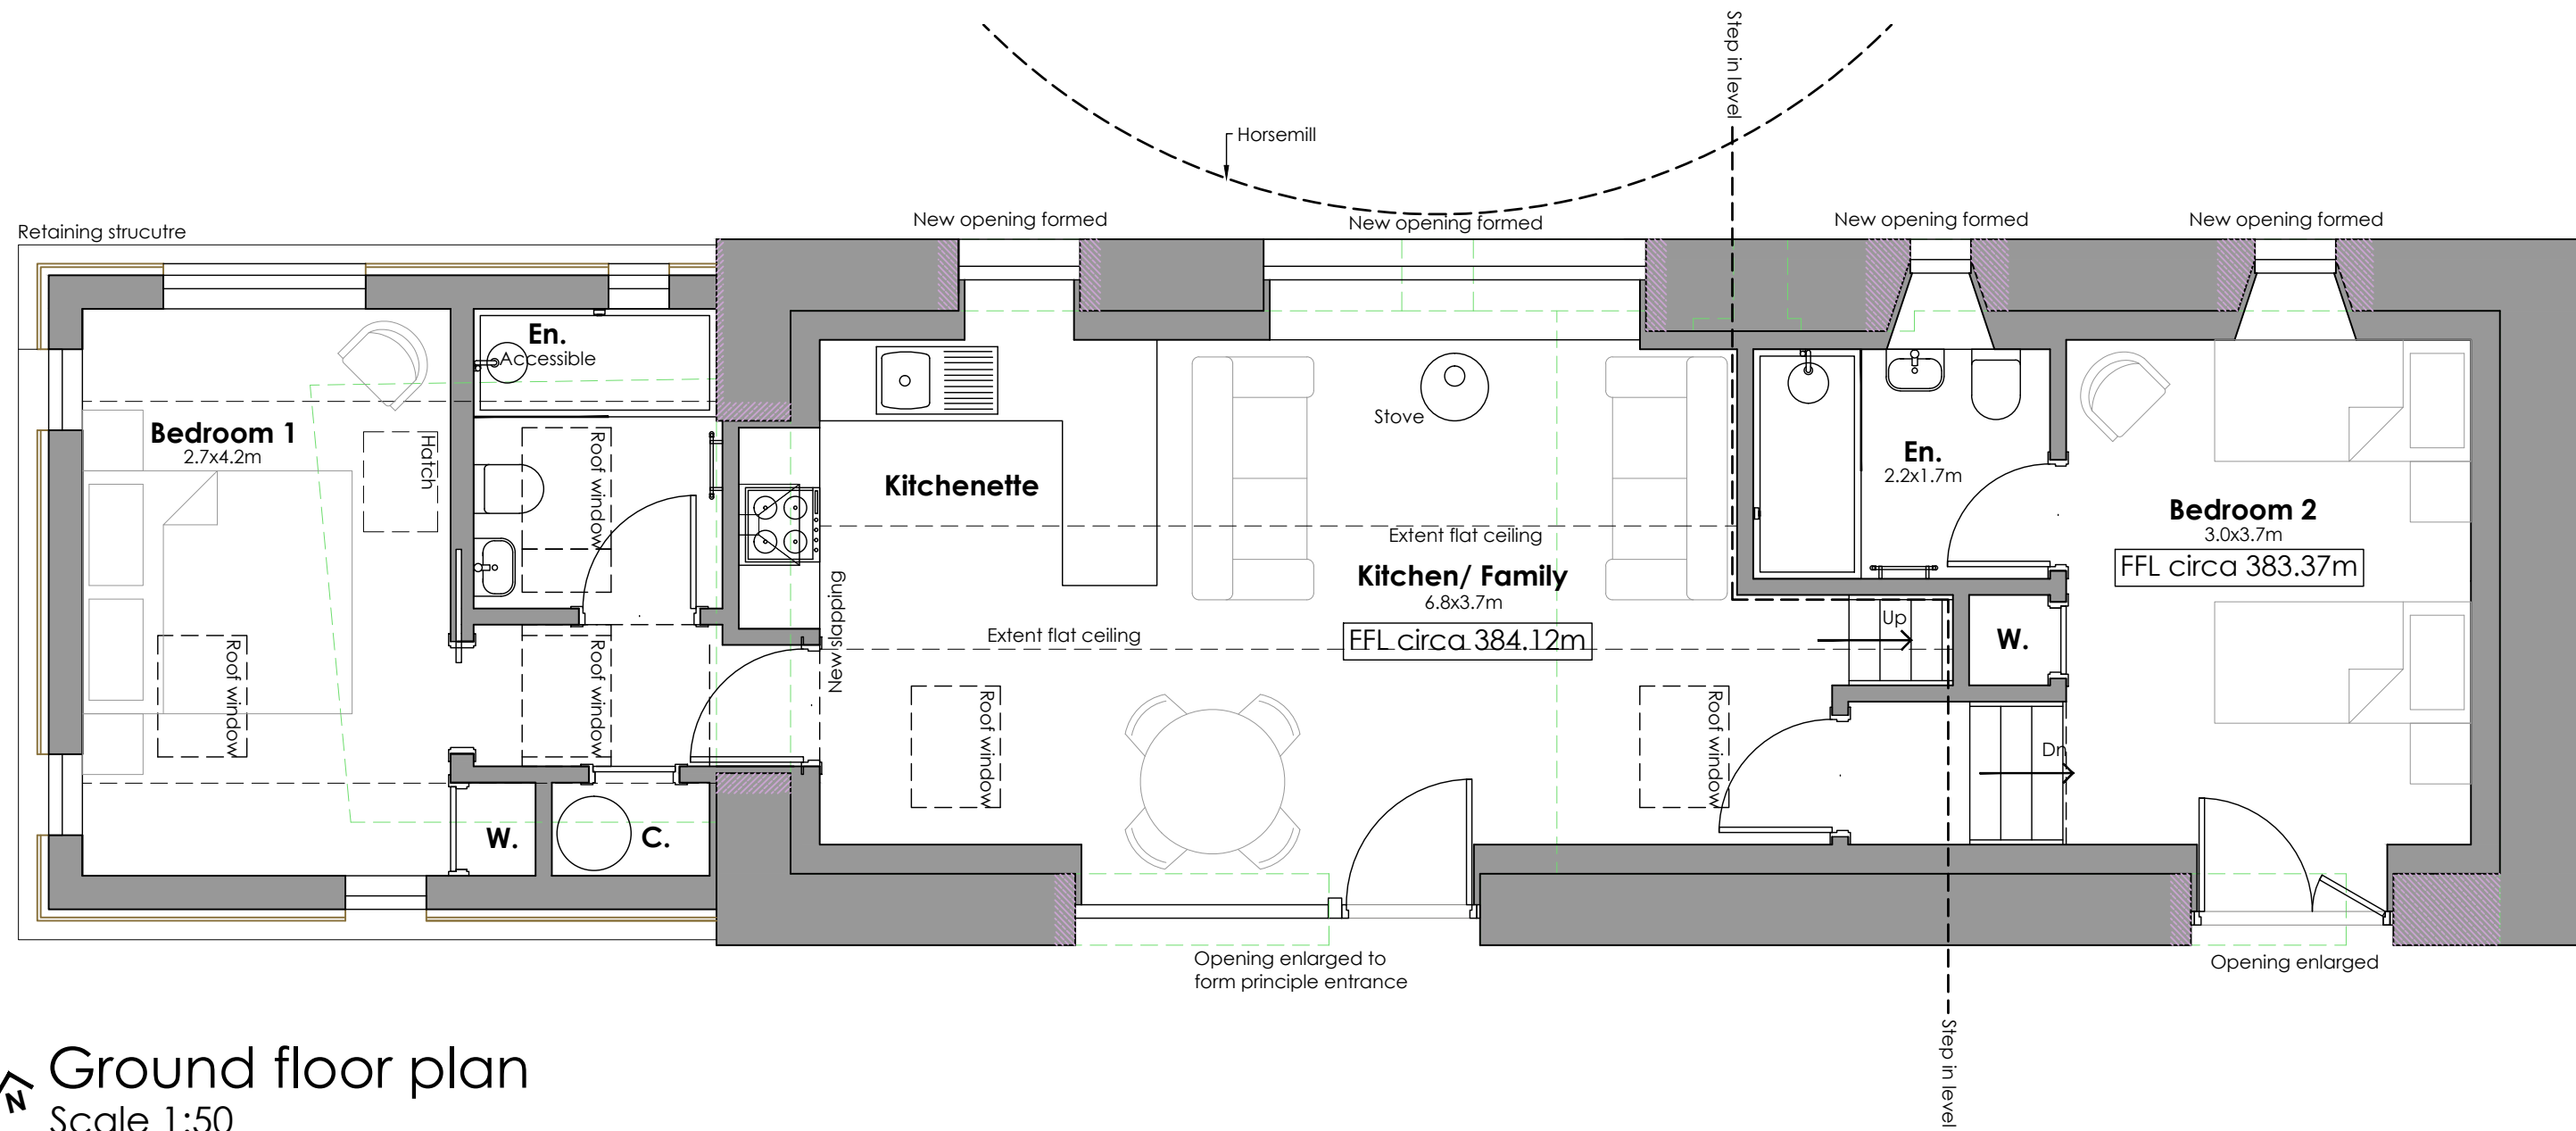 Step in level
Horsemill
Retaining strucutre
New opening formed
New opening formed
New opening formed
New opening formed
En.
Accessible
Bedroom 1
2.7x4.2m
Hatch
Roof window
Stove
Kitchenette
En.
2.2x1.7m
Bedroom 2
3.0x3.7m
FFL circa 383.37m
Extent flat ceiling
Kitchen/ Family
6.8x3.7m
FFL circa 384.12m
New slapping
Extent flat ceiling
Up
W.
Roof window
Roof window
Roof window
Roof window
Dn
W.
C.
Opening enlarged to
form principle entrance
Opening enlarged
Step in level
Ground floor plan
Scale 1:50
N